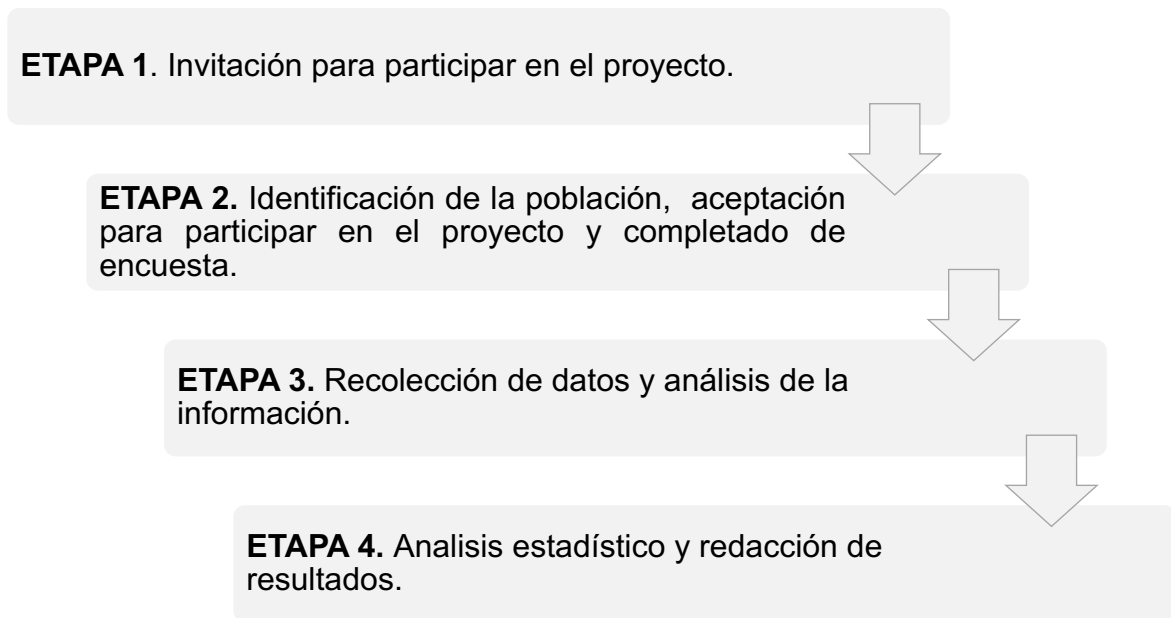 ETAPA 1. Invitación para participar en el proyecto.
ETAPA 2. Identificación de la población, aceptación
para participar en el proyecto y completado de
encuesta.
ETAPA 3. Recolección de datos y análisis de la
información.
ETAPA 4. Analisis estadístico y redacción de
resultados.